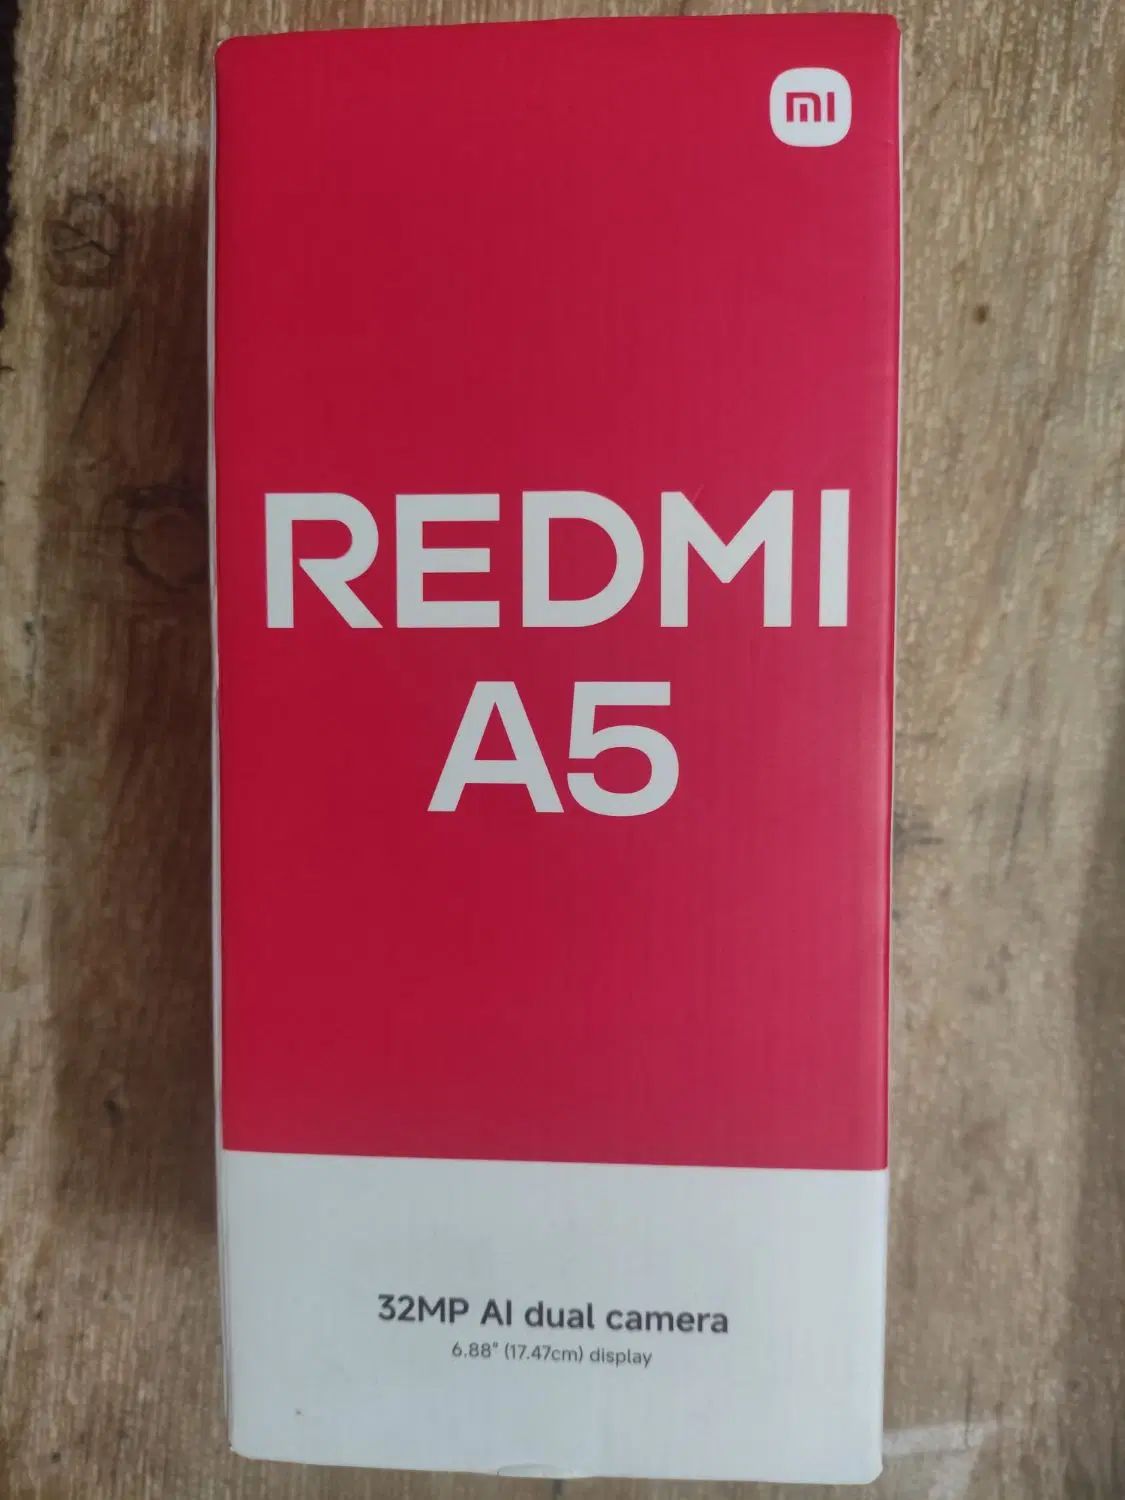 mi
REDMI
A5
32MP AI dual camera
6.88" (17.47cm) display